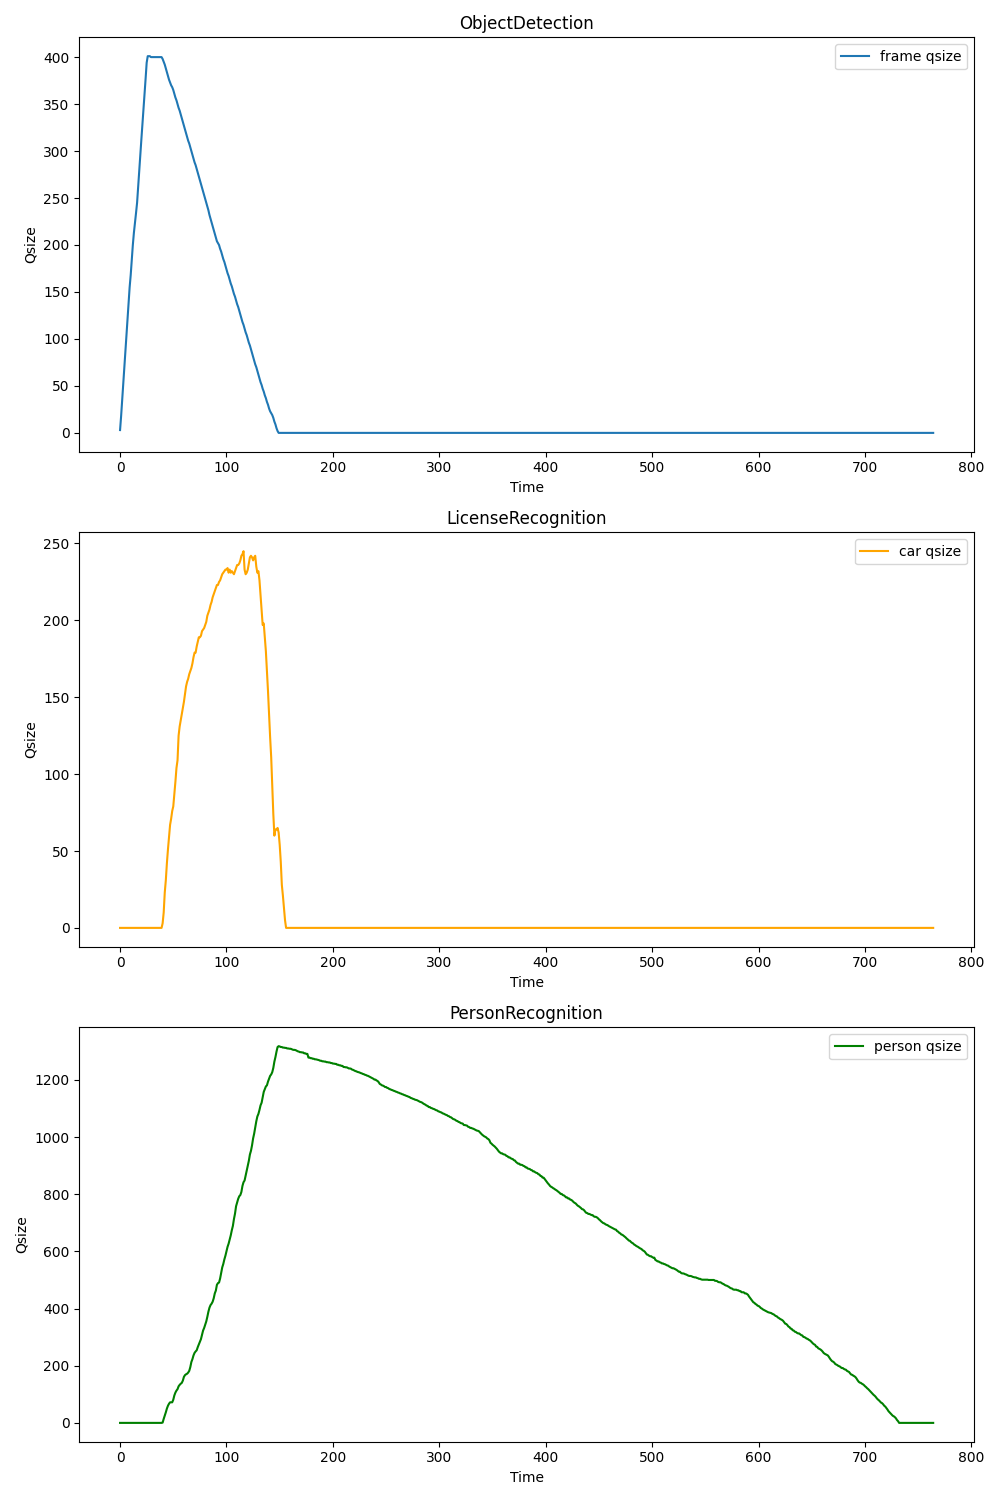 ObjectDetection
frame qsize
400
350
300
250
200
150
100
50
0
Qsize
0 100 200 300 400 500 600 700 800
Time
LicenseRecognition
car qsize
250
200
150
100
50
0
Qsize
0 100 200 300 400 500 600 700 800
Time
PersonRecognition
person qsize
1200
1000
800
600
400
200
0
Qsize
0 100 200 300 400 500 600 700 800
Time